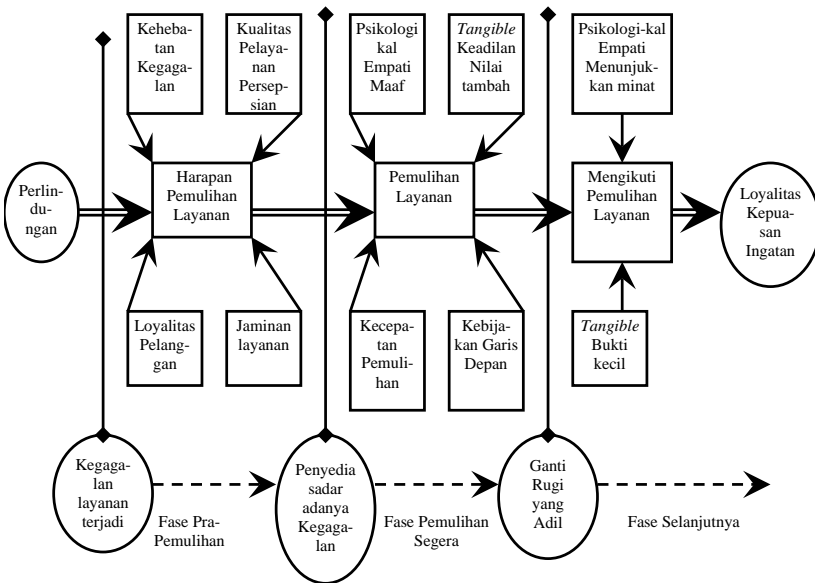 Kehe-
batan
Kegaga-
lan
Kualitas
Pelaya-
nan
Persep-
sian
Psikologi
kal
Empati
Maaf
Tangible
Keadilan
Nilai
tambah
Psikologi-kal
Empati
Menunjuk-
kan minat
Perlin-
du-
ngan
Harapan
Pemulihan
Layanan
Pemulihan
Layanan
Mengikuti
Pemulihan
Layanan
Loyalitas
Kepua-
san
Ingatan
Loyalitas
Pelang-
gan
Jaminan
layanan
Kecepa-
tan
Pemuli-
han
Kebija-
kan Garis
Depan
Tangible
Bukti
kecil
Kegaga-
lan
layanan
terjadi
Fase Pra-
Pemulihan
Penyedia
sadar
adanya
Kegaga-
lan
Fase Pemulihan
Segera
Ganti
Rugi
yang
Adil
Fase Selanjutnya